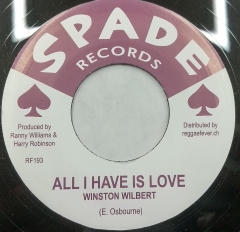 SPADE
RECORDS
Produced by
Ranny Williams &
Harry Robinson
Distributed by
reggaefever.ch
RF193
ALL I HAVE IS LOVE
WINSTON WILBERT
(E. Osbourne)